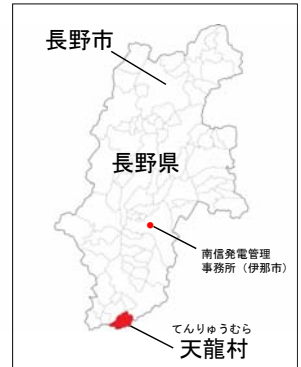 長野市
長野県
南信発電管理
事務所（伊那市）
てんりゅうむら
天龍村